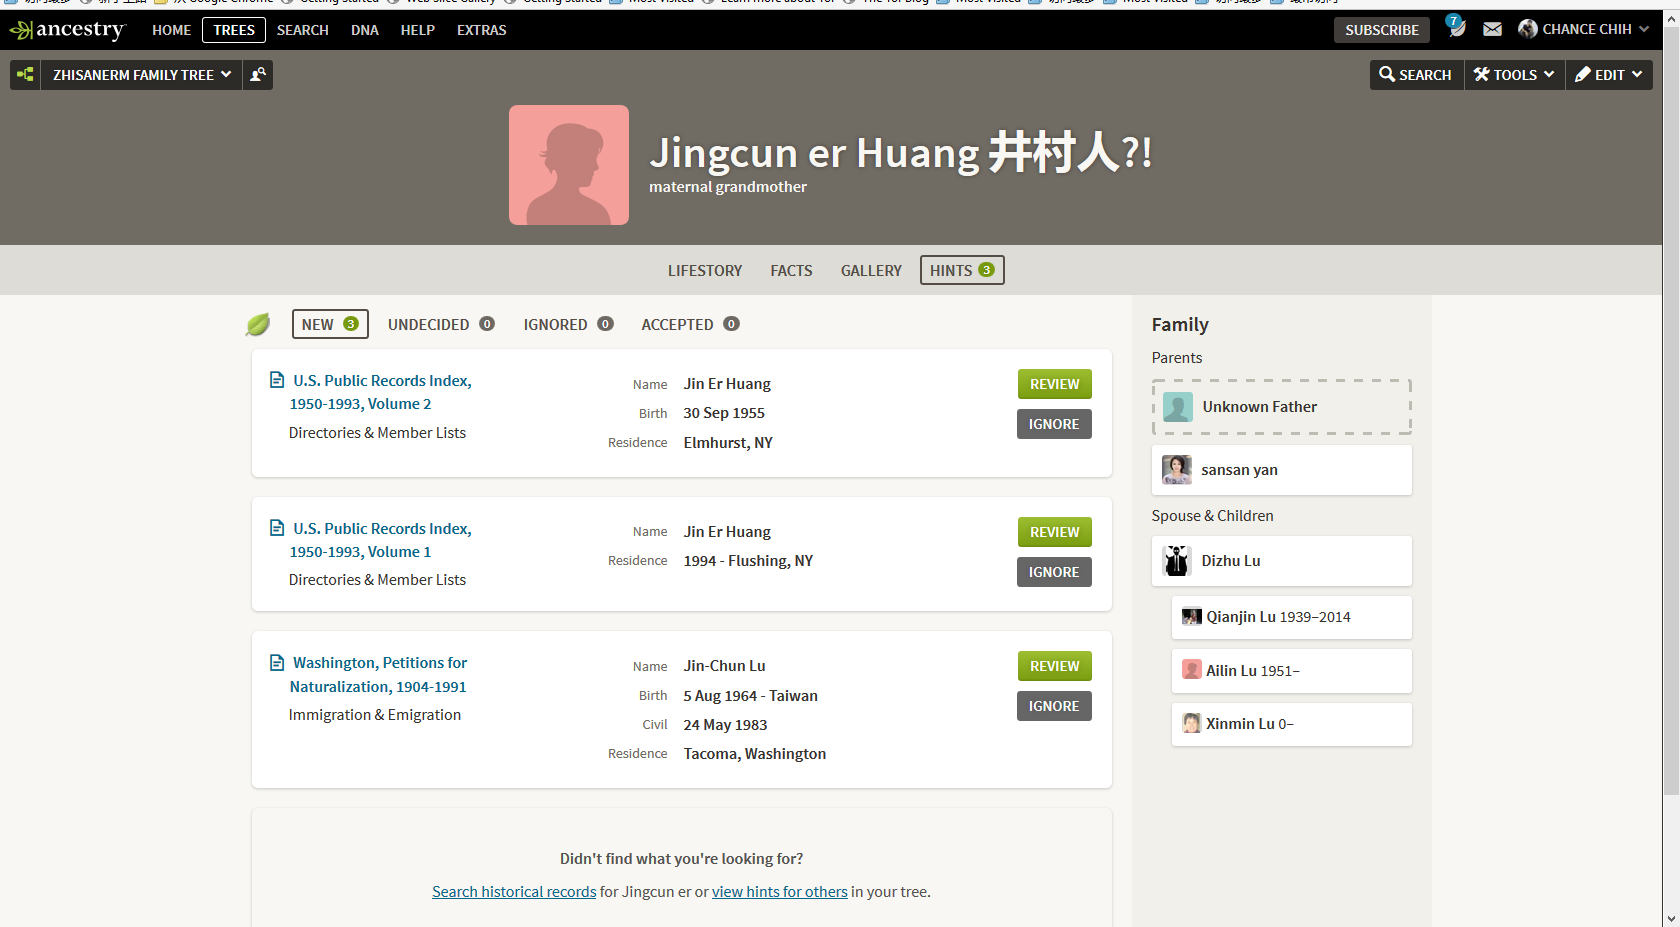 ancestry
HOME
TREES
SEARCH
DNA
HELP
EXTRAS
SUBSCRIBE
7
CHANCE CHIH
ZHISANERM FAMILY TREE
SEARCH
TOOLS
EDIT
Jingcun er Huang 井村人?!
maternal grandmother
LIFESTORY
FACTS
GALLERY
HINTS 3
NEW 3
UNDECIDED 0
IGNORED 0
ACCEPTED 0
U.S. Public Records Index,
1950-1993, Volume 2
Directories & Member Lists
Name Jin Er Huang
Birth 30 Sep 1955
Residence Elmhurst, NY
REVIEW
IGNORE
U.S. Public Records Index,
1950-1993, Volume 1
Directories & Member Lists
Name Jin Er Huang
Residence 1994 - Flushing, NY
REVIEW
IGNORE
Washington, Petitions for
Naturalization, 1904-1991
Immigration & Emigration
Name Jin-Chun Lu
Birth 5 Aug 1964 - Taiwan
Civil 24 May 1983
Residence Tacoma, Washington
REVIEW
IGNORE
Didn't find what you're looking for?
Search historical records for Jingcun er or view hints for others in your tree.
Family
Parents
Unknown Father
sansan yan
Spouse & Children
Dizhu Lu
Qianjin Lu 1939–2014
Ailin Lu 1951–
Xinmin Lu 0–